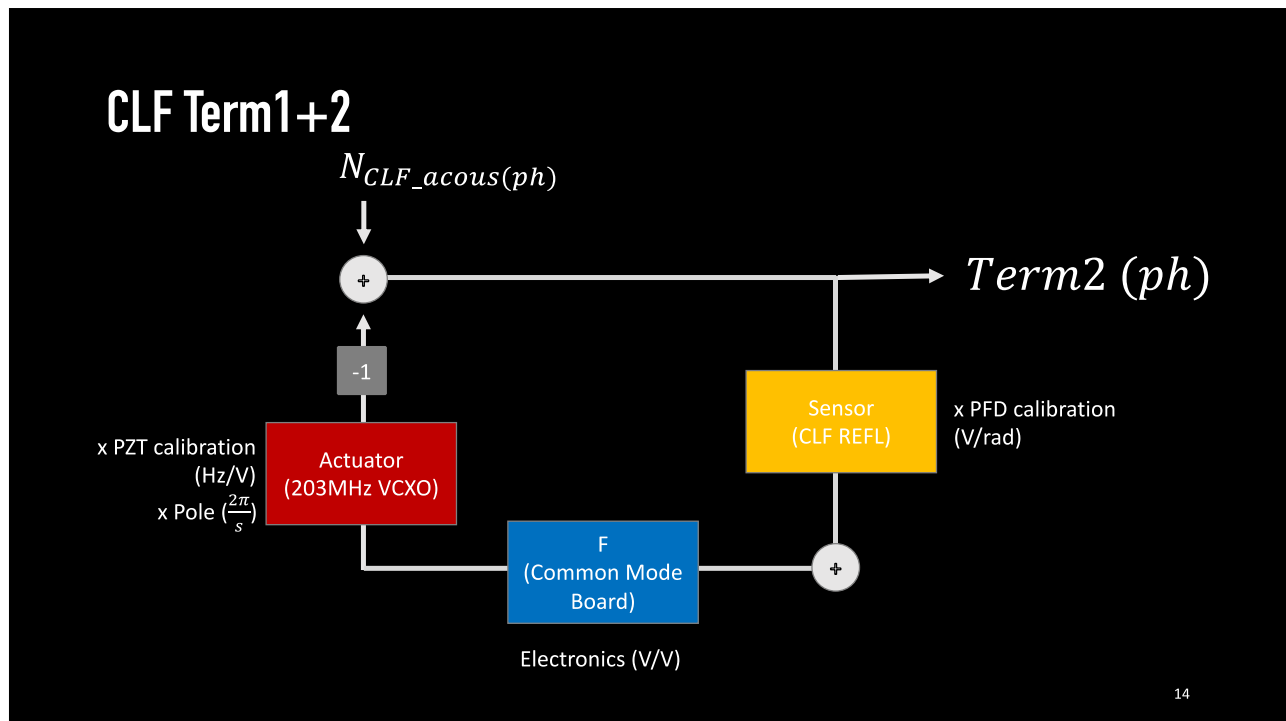 CLF Term1+2
N_{CLF_acous(ph)}
+
Term2 (ph)
-1
Sensor
(CLF REFL)
x PFD calibration
(V/rad)
x PZT calibration
(Hz/V)
x Pole (\frac{2π}{s})
Actuator
(203MHz VCXO)
F
(Common Mode
Board)
+
Electronics (V/V)
14